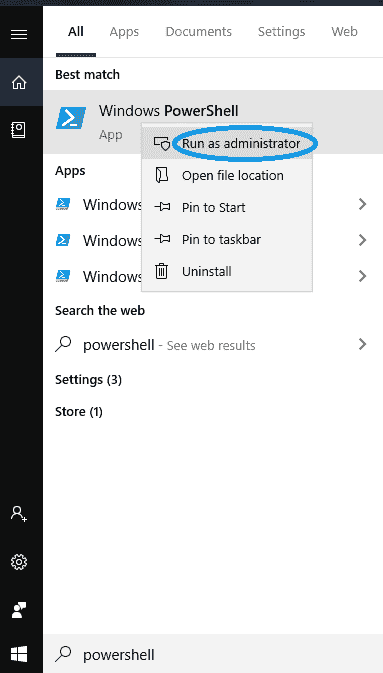 All Apps Documents Settings Web
Best match
Windows PowerShell
App
Run as administrator
Open file location
Apps
Windows
Pin to Start
Windows
Pin to taskbar
Windows
Uninstall
Search the web
powershell - See web results
Settings (3)
Store (1)
powershell